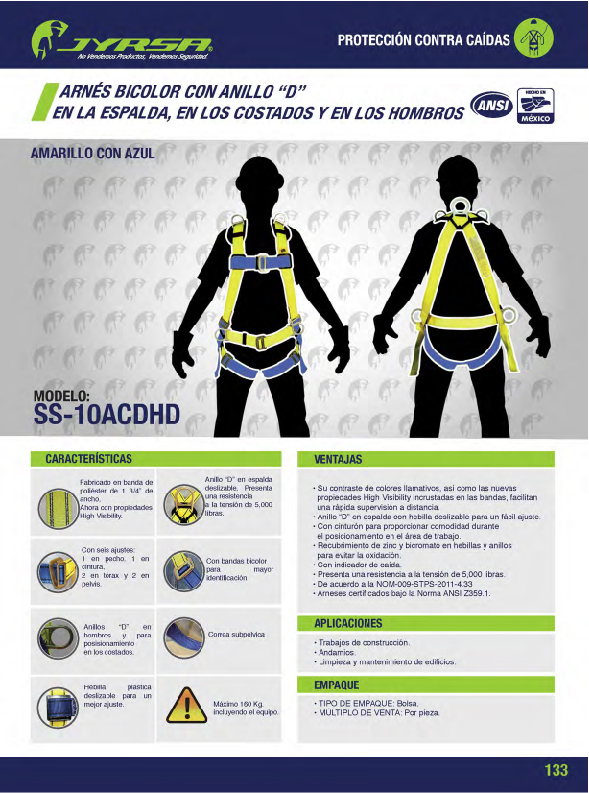 JYRSA®
No Vendemos Productos, Vendemos Seguridad.
PROTECCIÓN CONTRA CAÍDAS
ARNÉS BICOLOR CON ANILLO “D”
EN LA ESPALDA, EN LOS COSTADOS Y EN LOS HOMBROS
ANSI
HECHO EN
MÉXICO
AMARILLO CON AZUL
MODELO:
SS-10ACDHD
CARACTERÍSTICAS
Fabricado en banda de
poliéster de 1 3/4" de
ancho.
Ahora con propiedades
High Visibility.
Anillo “D” en espalda
deslizable. Presenta
una resistencia
a la tensión de 5,000
libras.
Con seis ajustes:
1 en pecho, 1 en
cintura,
2 en tórax y 2 en
pelvis.
Con bandas bicolor
para mayor
identificación
Anillos “D” en
hombros y para
posisionamiento
en los costados.
Correa subpelvica
Hebilla plastica
deslizable para un
mejor ajuste.
Máximo 160 Kg.
incluyendo el equipo.
VENTAJAS
• Su contraste de colores llamativos, así como las nuevas
propiedades High Visibility incrustadas en las bandas, facilitan
una rápida supervision a distancia.
• Anillo “D” en espalda con hebilla deslizable para un fácil ajuste.
• Con cinturón para proporcionar comodidad durante
el posicionamiento en el área de trabajo.
• Recubrimiento de zinc y bicromato en hebillas y anillos
para evitar la oxidación.
• Con indicador de caída.
• Presenta una resistencia a la tensión de 5,000 libras.
• De acuerdo a la NOM-009-STPS-2011-4.33
• Arneses certificados bajo la Norma ANSI Z359.1.
APLICACIONES
• Trabajos de construcción.
• Andamios.
• Limpieza y mantenimiento de edificios.
EMPAQUE
• TIPO DE EMPAQUE: Bolsa.
• MULTIPLO DE VENTA: Por pieza.
133